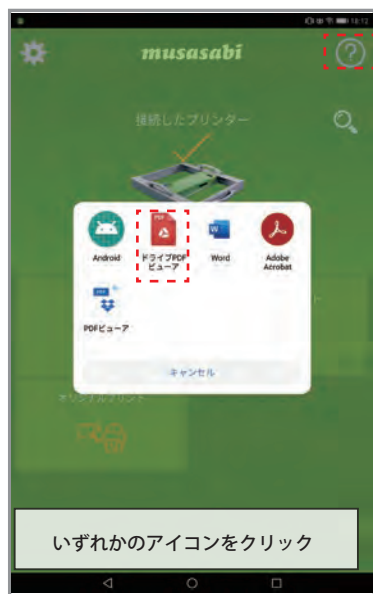 18:12
musasabi
接続したプリンター
Android
ドライブPDF
ビューア
Word
Adobe
Acrobat
PDFビューア
キャンセル
オリジナルプリント
いずれかのアイコンをクリック